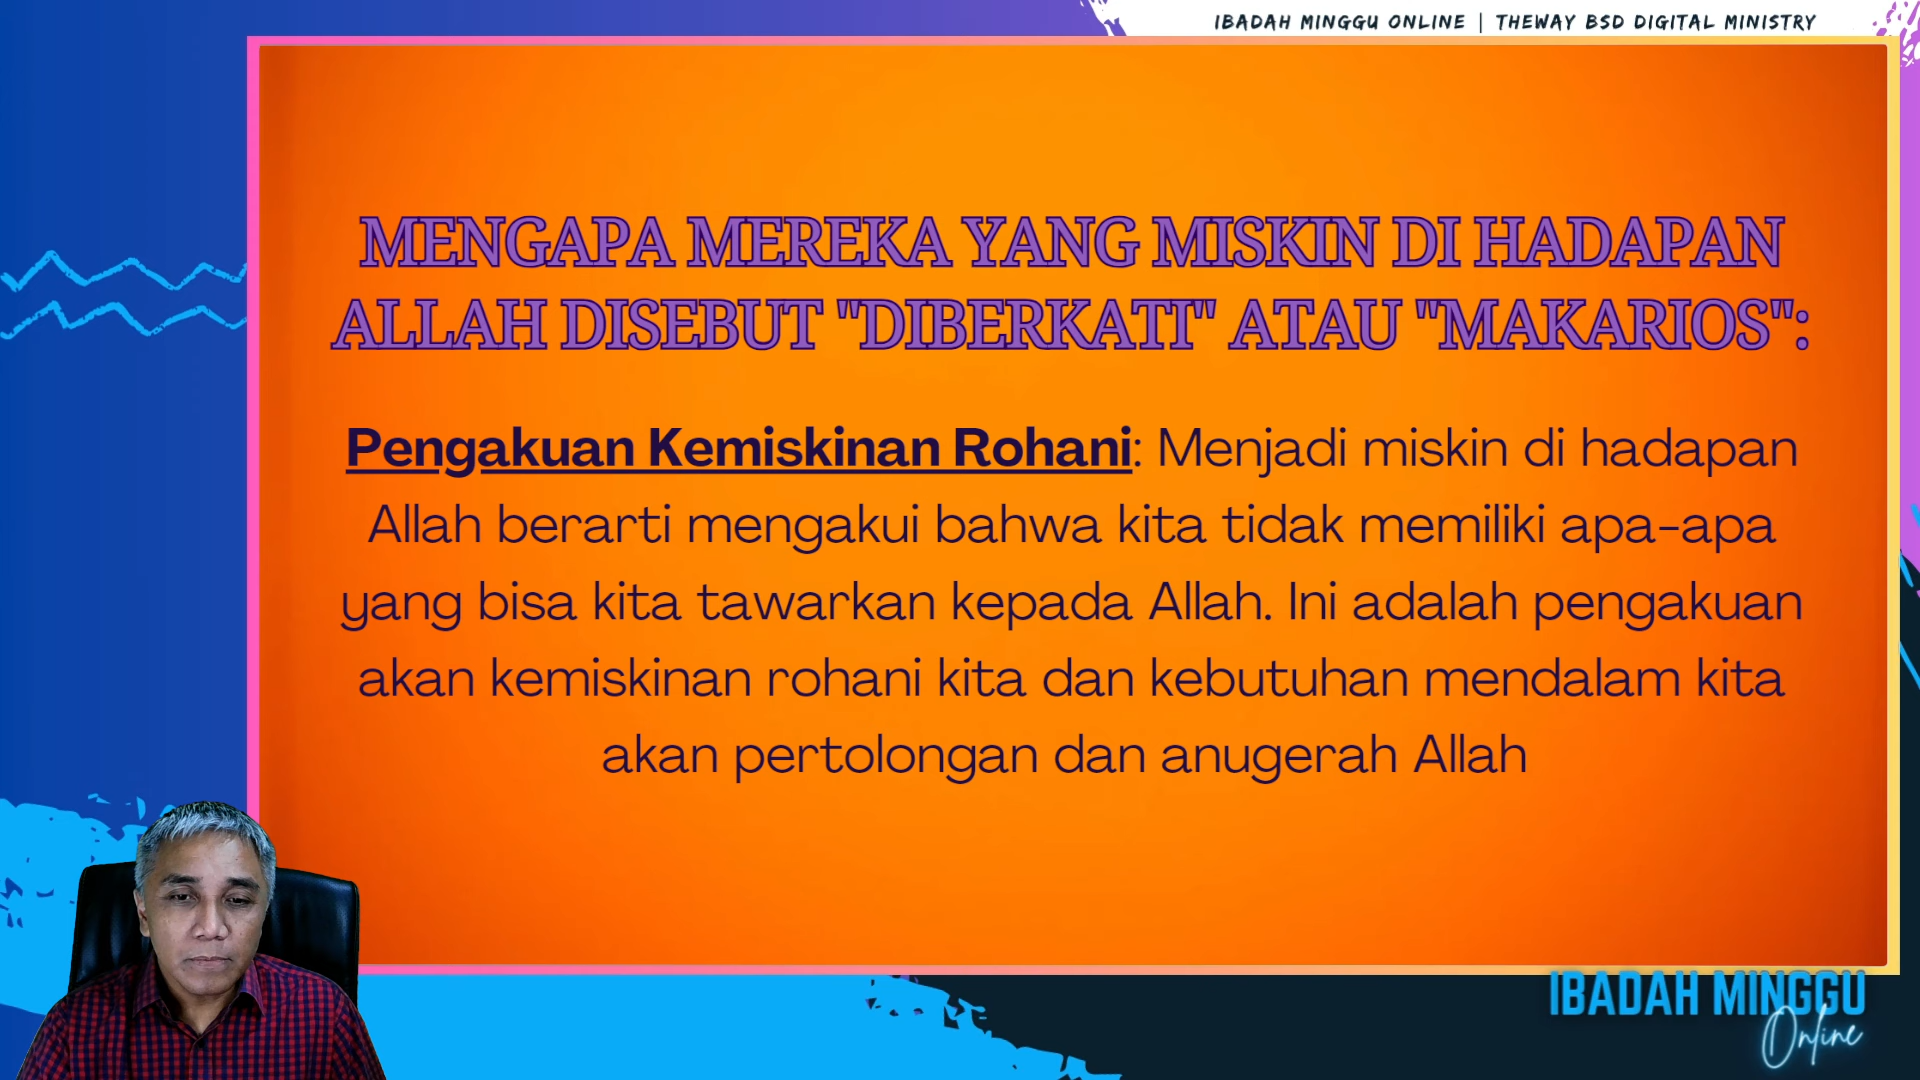 IBADAH MINGGU ONLINE | THEWAY BSD DIGITAL MINISTRY
MENGAPA MEREKA YANG MISKIN DI HADAPAN
ALLAH DISEBUT "DIBERKATI" ATAU "MAKARIOS":
Pengakuan Kemiskinan Rohani: Menjadi miskin di hadapan
Allah berarti mengakui bahwa kita tidak memiliki apa-apa
yang bisa kita tawarkan kepada Allah. Ini adalah pengakuan
akan kemiskinan rohani kita dan kebutuhan mendalam kita
akan pertolongan dan anugerah Allah
IBADAH MINGGU
Online